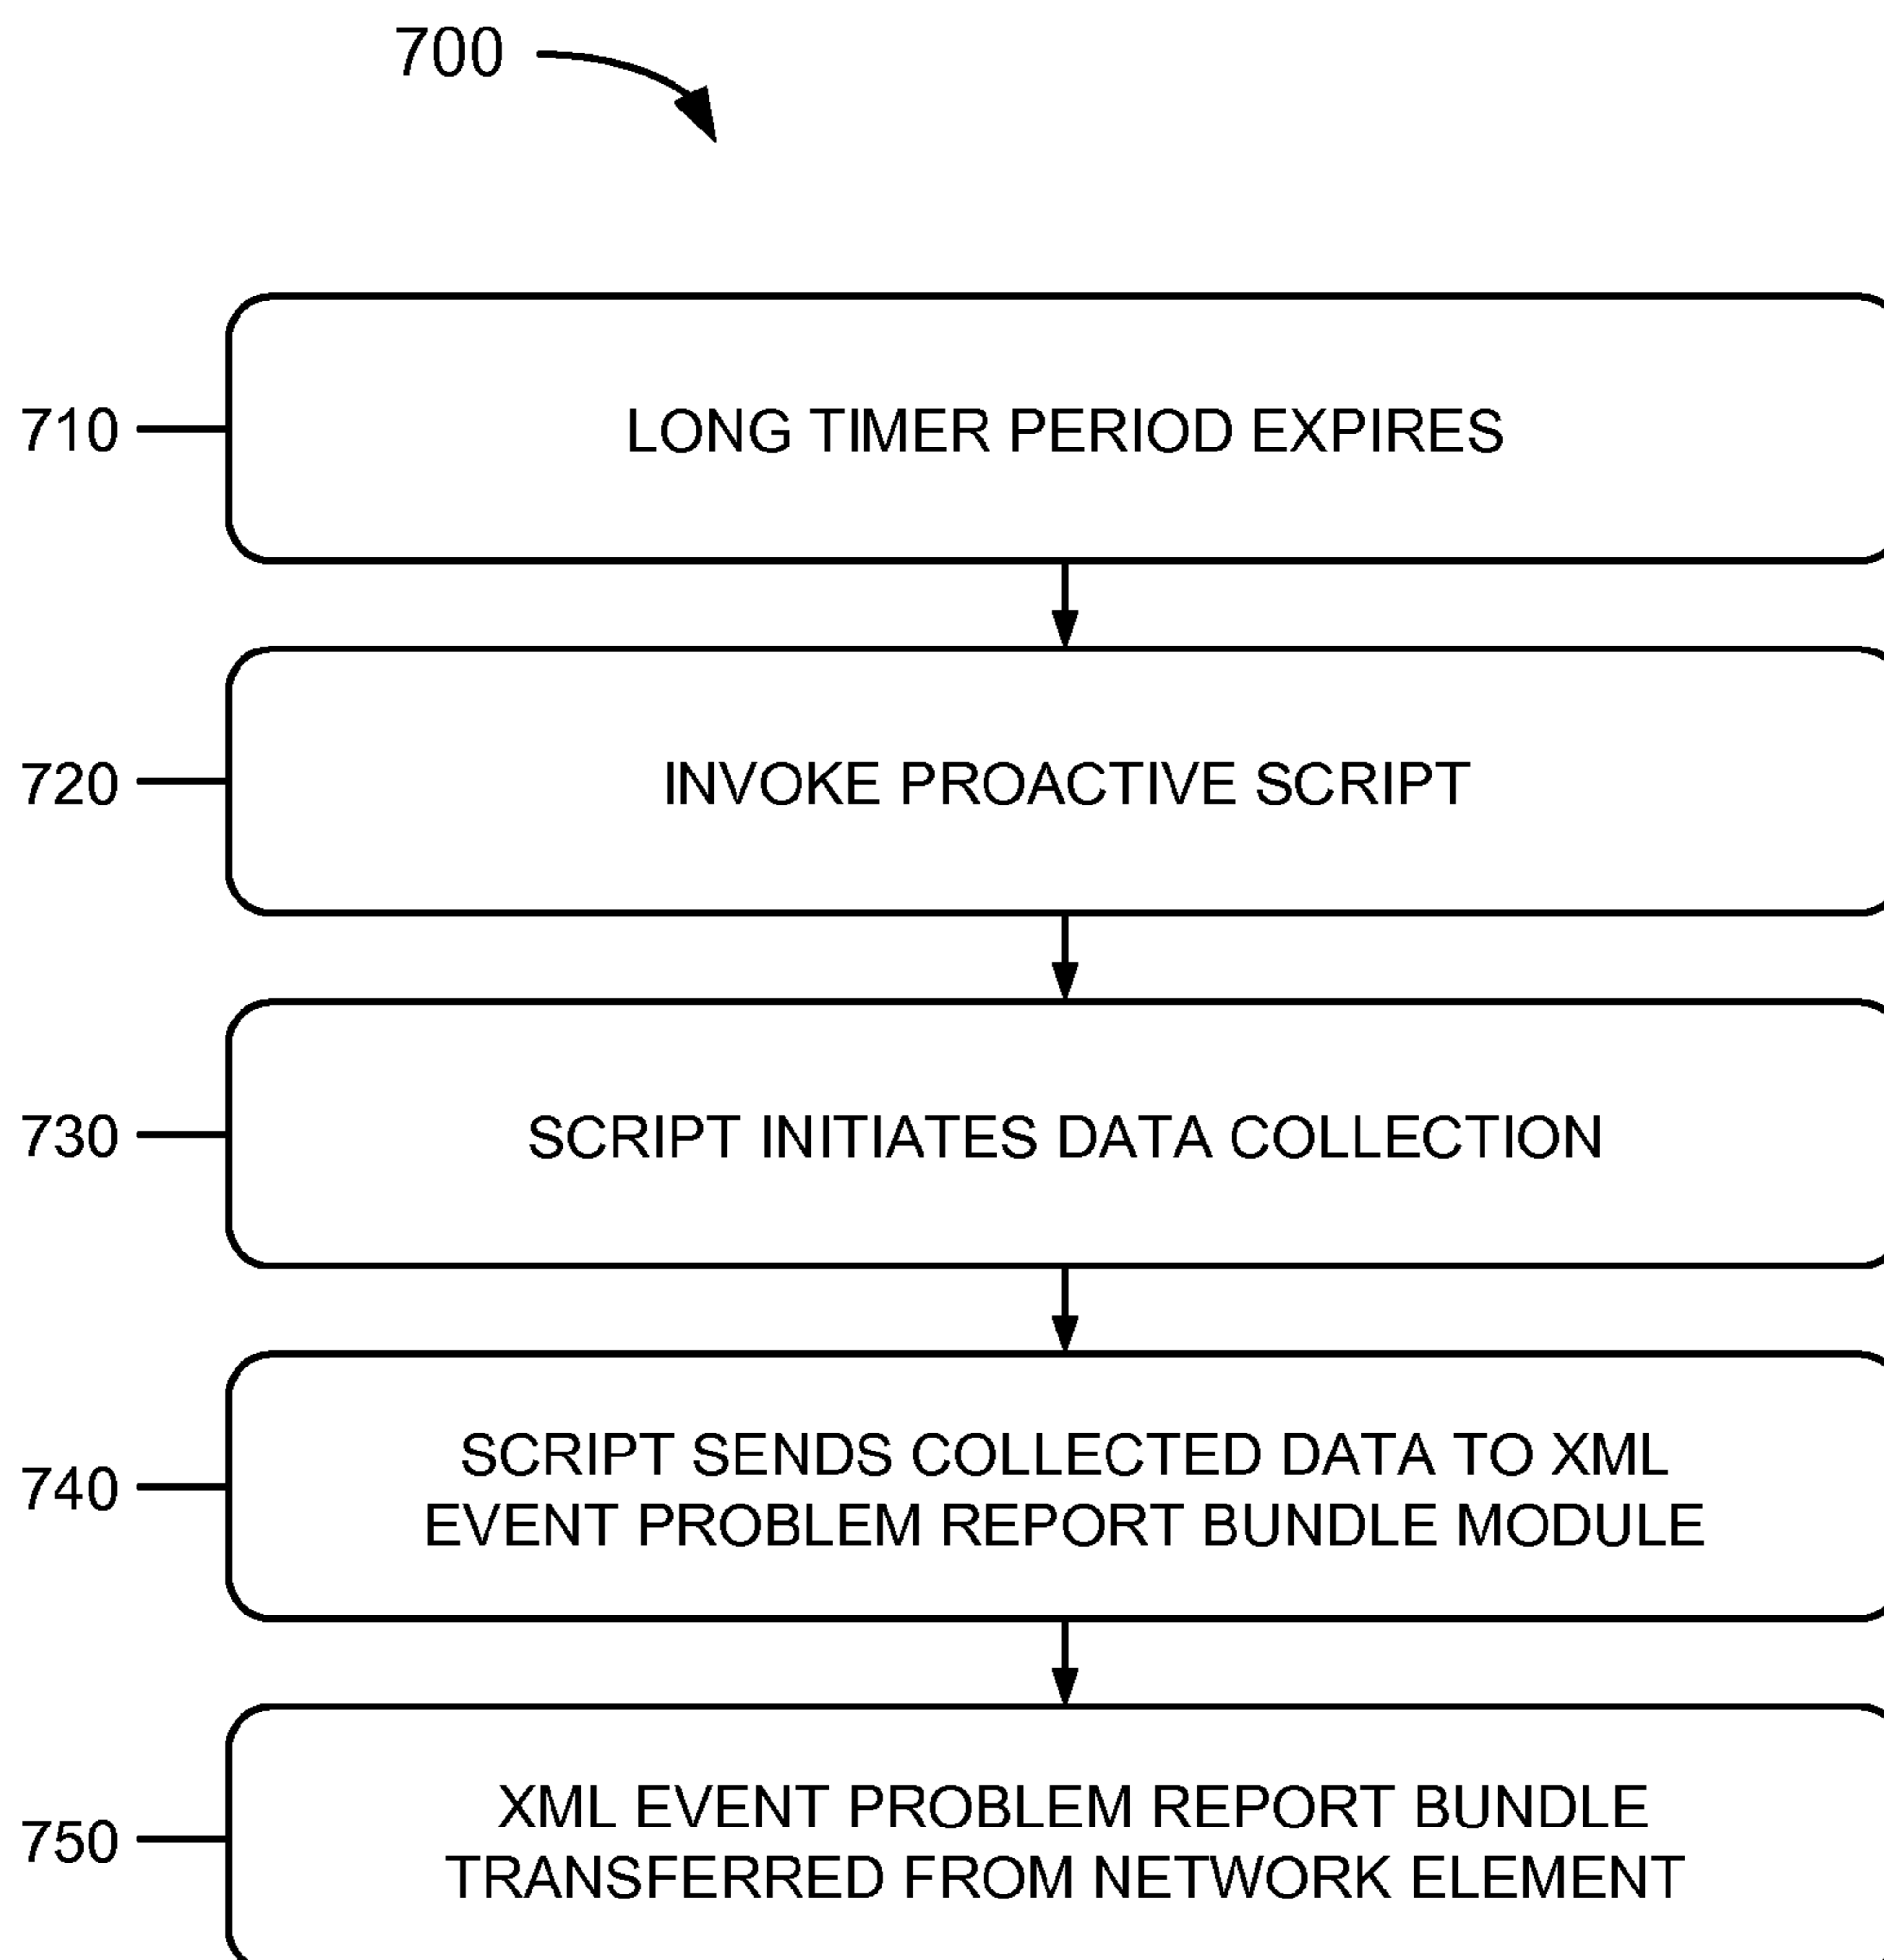 700
710
LONG TIMER PERIOD EXPIRES
720
INVOKE PROACTIVE SCRIPT
730
SCRIPT INITIATES DATA COLLECTION
740
SCRIPT SENDS COLLECTED DATA TO XML
EVENT PROBLEM REPORT BUNDLE MODULE
750
XML EVENT PROBLEM REPORT BUNDLE
TRANSFERRED FROM NETWORK ELEMENT